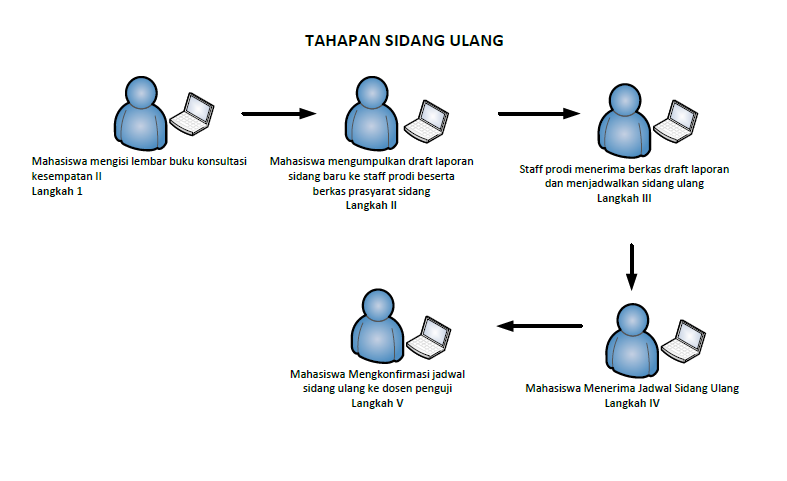 TAHAPAN SIDANG ULANG
Mahasiswa mengisi lembar buku konsultasi
kesempatan II
Langkah 1
Mahasiswa mengumpulkan draft laporan
sidang baru ke staff prodi beserta
berkas prasyarat sidang
Langkah II
Staff prodi menerima berkas draft laporan
dan menjadwalkan sidang ulang
Langkah III
Mahasiswa Menerima Jadwal Sidang Ulang
Langkah IV
Mahasiswa Mengkonfirmasi jadwal
sidang ulang ke dosen penguji
Langkah V